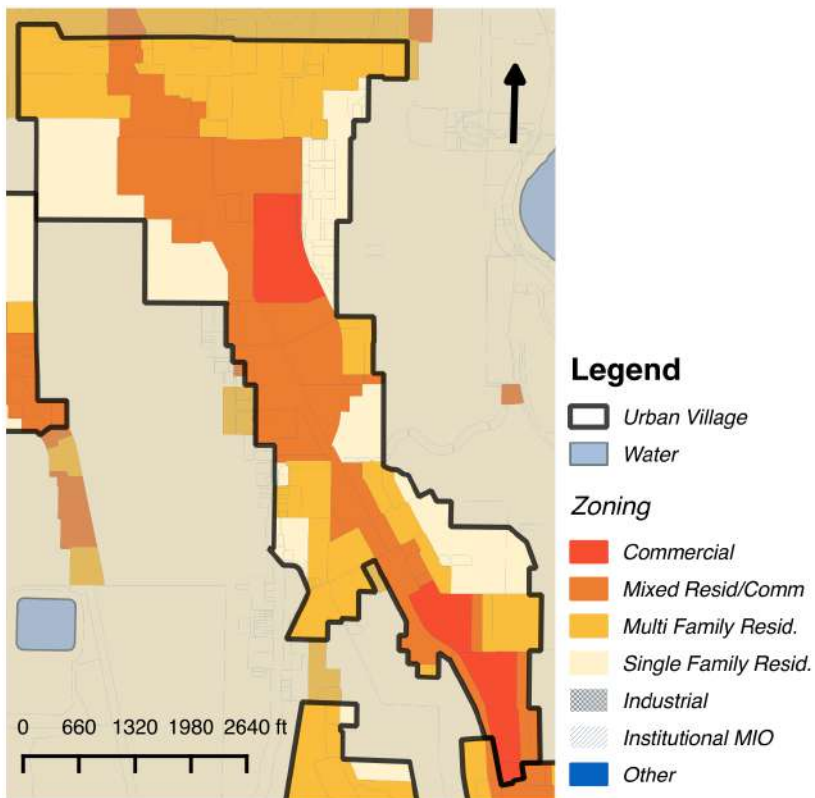 Legend
Urban Village
Water
Zoning
Commercial
Mixed Resid/Comm
Multi Family Resid.
Single Family Resid.
Industrial
Institutional MIO
Other
0 660 1320 1980 2640 ft